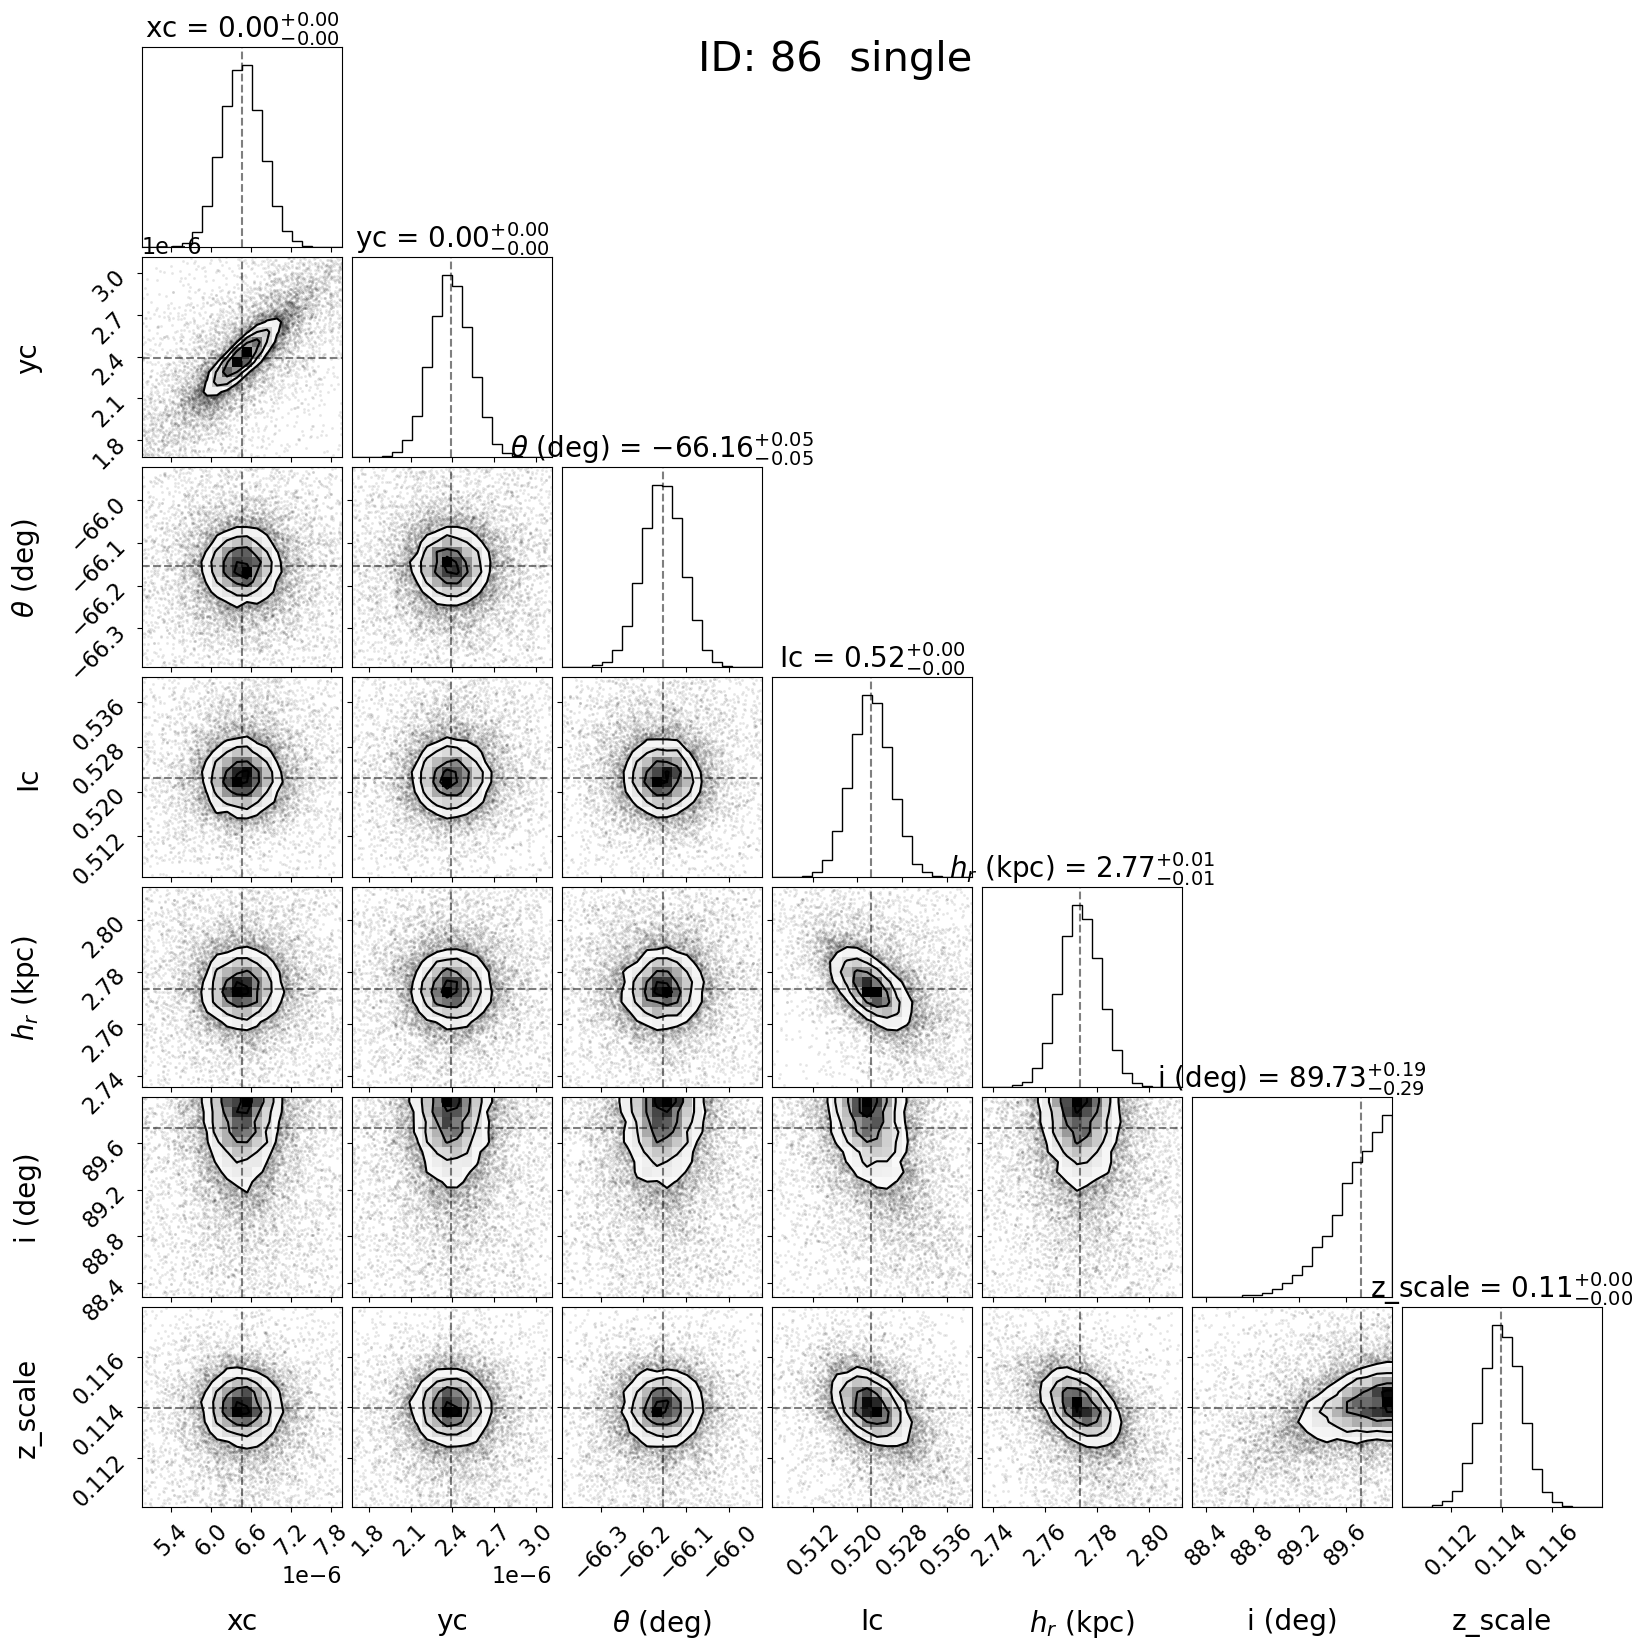 xc = 0.00+0.00−0.00
ID: 86 single
1e−6
yc = 0.00+0.00−0.00
yc
3.0
2.7
2.4
2.1
1.8
θ (deg) = −66.16+0.05−0.05
θ (deg)
−66.0
−66.1
−66.2
−66.3
Ic = 0.52+0.00−0.00
Ic
0.536
0.528
0.520
0.512
hr (kpc) = 2.77+0.01−0.01
hr (kpc)
2.80
2.78
2.76
2.74
i (deg) = 89.73+0.19−0.29
i (deg)
89.6
89.2
88.8
88.4
z_scale = 0.11+0.00−0.00
z_scale
0.116
0.114
0.112
5.4 6.0 6.6 7.2 7.8 1.8 2.1 2.4 2.7 3.0 −66.3 −66.2 −66.1 −66.0 0.512 0.520 0.528 0.536 2.74 2.76 2.78 2.80 88.4 88.8 89.2 89.6 0.112 0.114 0.116
1e−6 1e−6
xc yc θ (deg) Ic hr (kpc) i (deg) z_scale